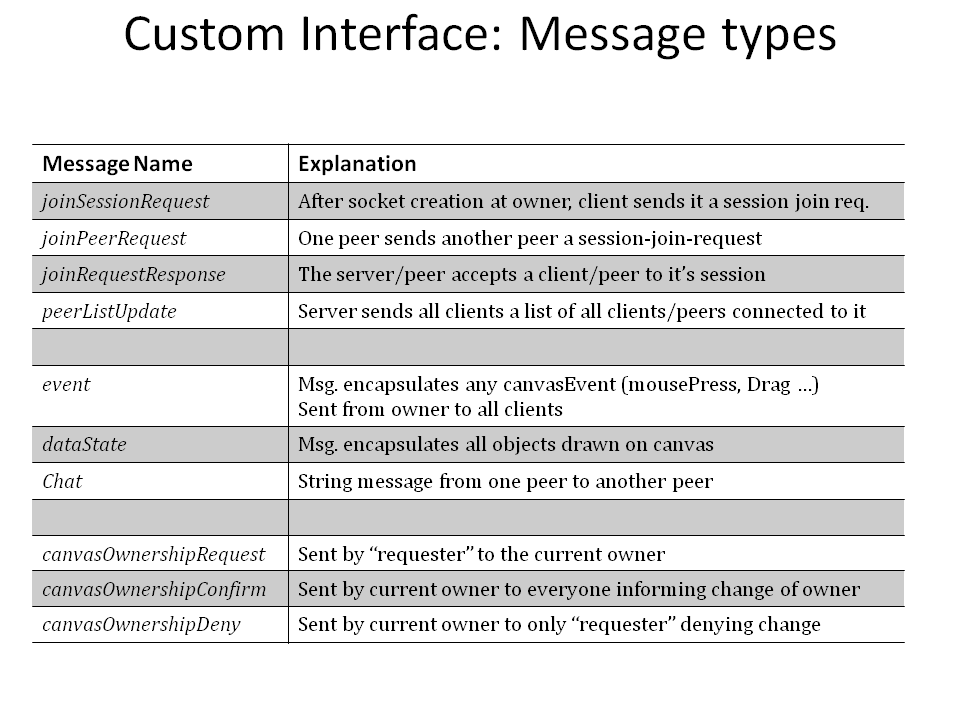 Custom Interface: Message types
Message Name Explanation
joinSessionRequest After socket creation at owner, client sends it a session join req.
joinPeerRequest One peer sends another peer a session-join-request
joinRequestResponse The server/peer accepts a client/peer to it’s session
peerListUpdate Server sends all clients a list of all clients/peers connected to it
event Msg. encapsulates any canvasEvent (mousePress, Drag ...)
Sent from owner to all clients
dataState Msg. encapsulates all objects drawn on canvas
Chat String message from one peer to another peer
canvasOwnershipRequest Sent by “requester” to the current owner
canvasOwnershipConfirm Sent by current owner to everyone informing change of owner
canvasOwnershipDeny Sent by current owner to only “requester” denying change